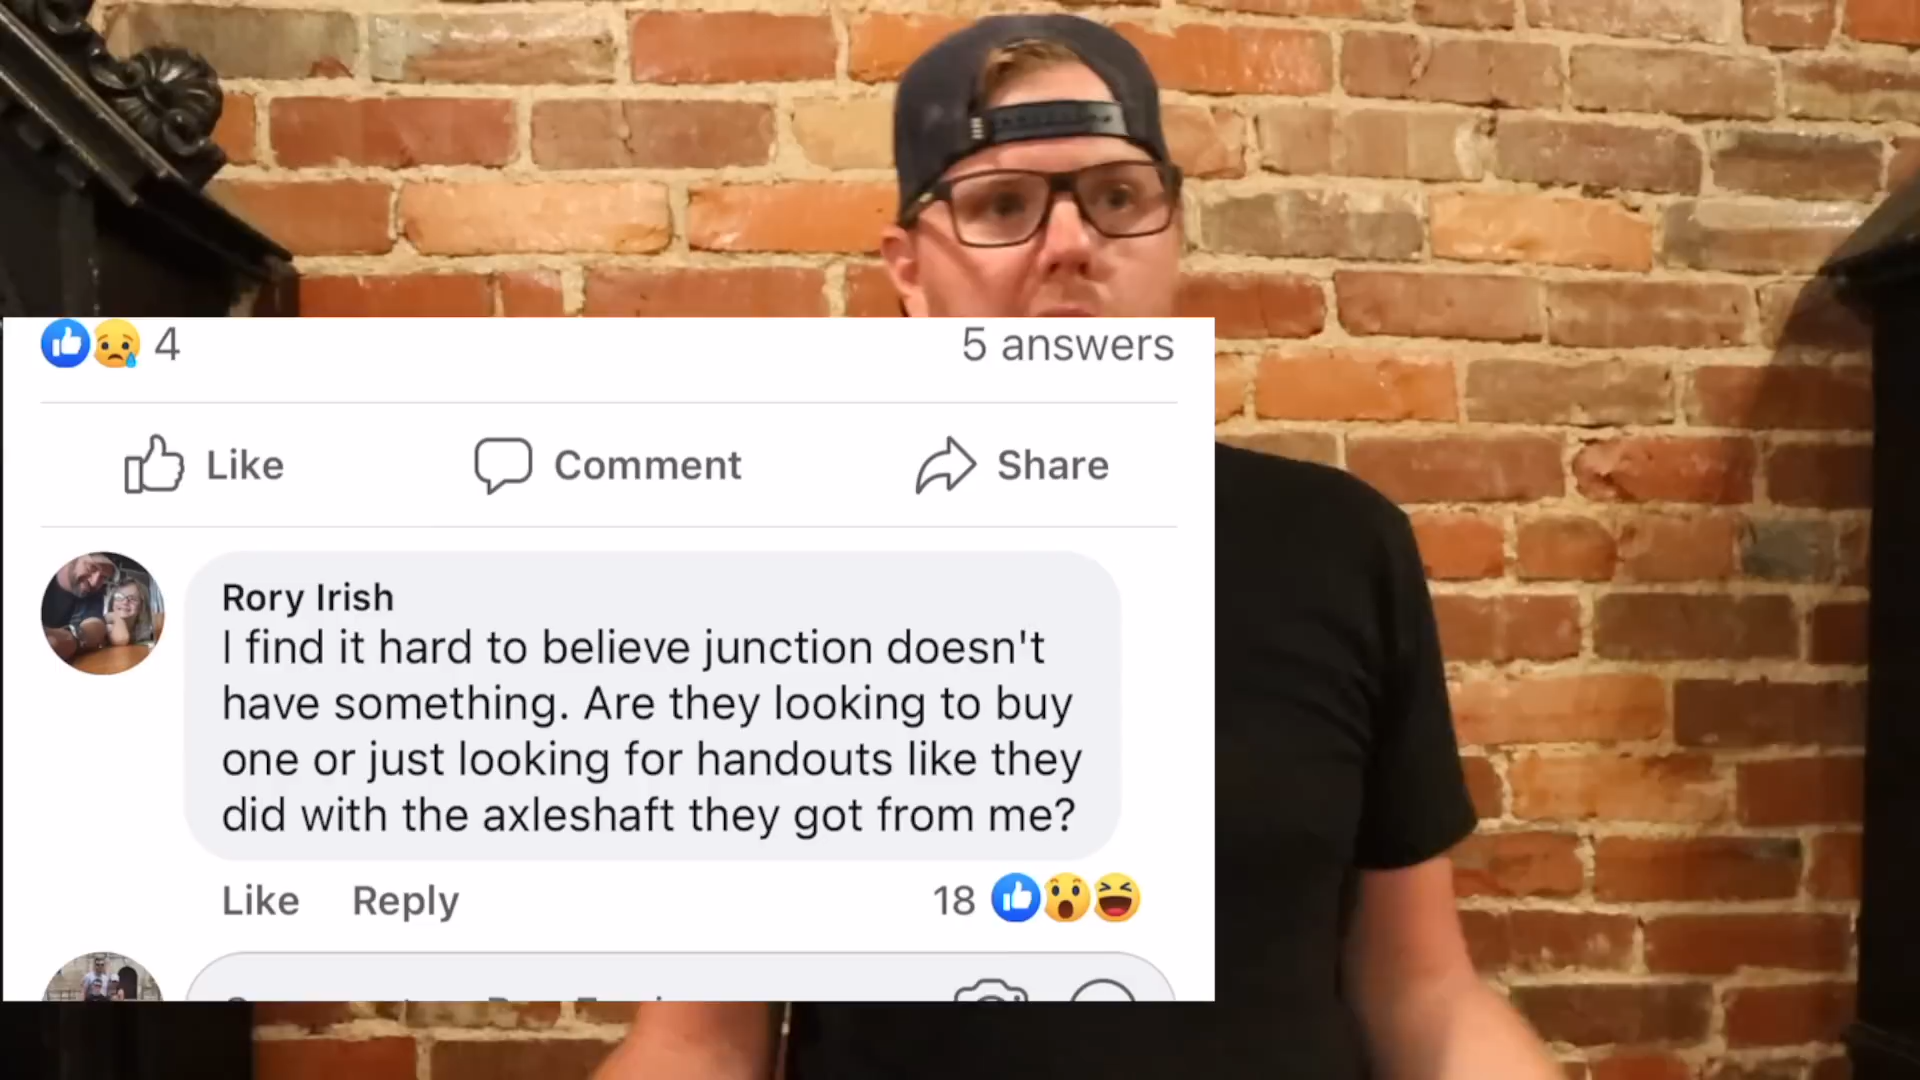 4
5 answers
Like
Comment
Share
Rory Irish
I find it hard to believe junction doesn't
have something. Are they looking to buy
one or just looking for handouts like they
did with the axleshaft they got from me?
Like
Reply
18